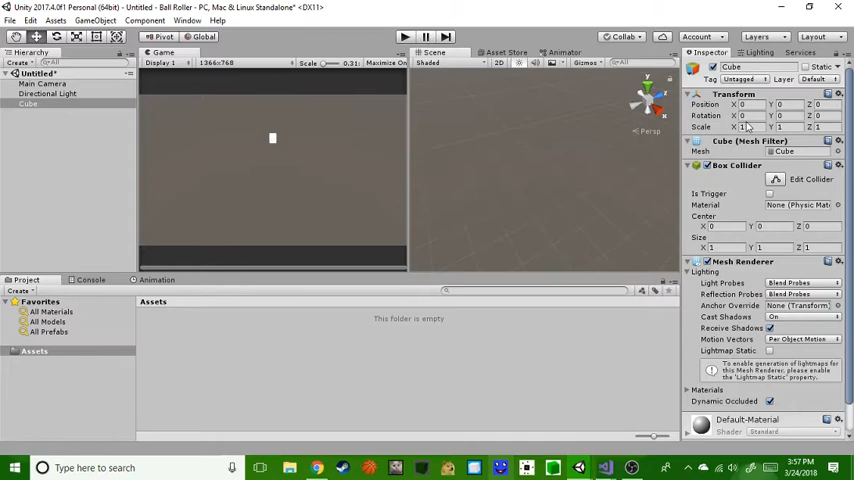 Unity 2017.4.0f1 Personal (64bit) - Untitled - Ball Roller - PC, Mac & Linux Standalone* <DX11>
File Edit Assets GameObject Component Window Help
Pivot Global Collab Account Layers Layout
Hierarchy Game Scene Asset Store Animator Inspector Lighting Services
Create All
Display 1 1366x768 Scale 0.31: Maximize On
Shaded 2D Gizmos All
Cube Static
Tag Untagged Layer Default
Untitled*
Main Camera
Directional Light
Cube
y
x
Persp
Transform
Position X 0 Y 0 Z 0
Rotation X 0 Y 0 Z 0
Scale X 1 Y 1 Z 1
Cube (Mesh Filter)
Mesh Cube
Box Collider
Edit Collider
Is Trigger
Material None (Physic Mate
Center
X 0 Y 0 Z 0
Size
X 1 Y 1 Z 1
Mesh Renderer
Lighting
Light Probes Blend Probes
Reflection Probes Blend Probes
Anchor Override None (Transform)
Cast Shadows On
Receive Shadows
Motion Vectors Per Object Motion
Lightmap Static
To enable generation of lightmaps for this Mesh Renderer, please enable the 'Lightmap Static' property.
Materials
Dynamic Occluded
Default-Material
Shader Standard
Project Console Animation
Create
Favorites
All Materials
All Models
All Prefabs
Assets
Assets
This folder is empty
Type here to search
3:57 PM
3/24/2018